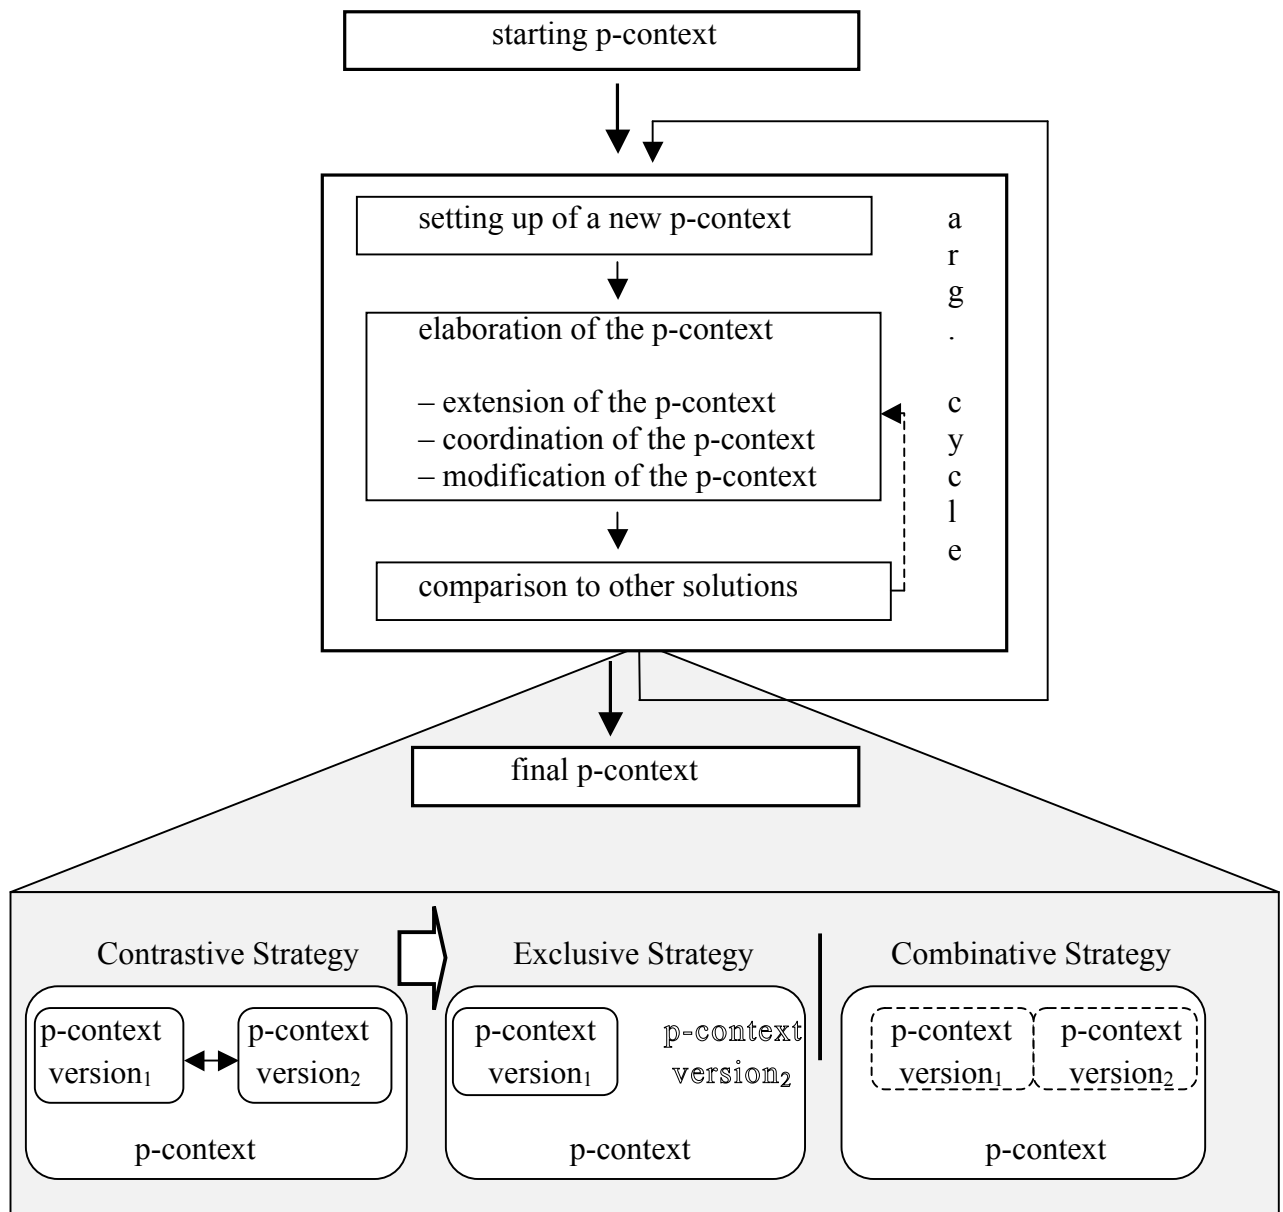 starting p-context
setting up of a new p-context
elaboration of the p-context
– extension of the p-context
– coordination of the p-context
– modification of the p-context
comparison to other solutions
arg. cycle
final p-context
Contrastive Strategy
p-context
version₁
p-context
version₂
p-context
Exclusive Strategy
p-context
version₁
p-context
version₂
p-context
Combinative Strategy
p-context
version₁
p-context
version₂
p-context